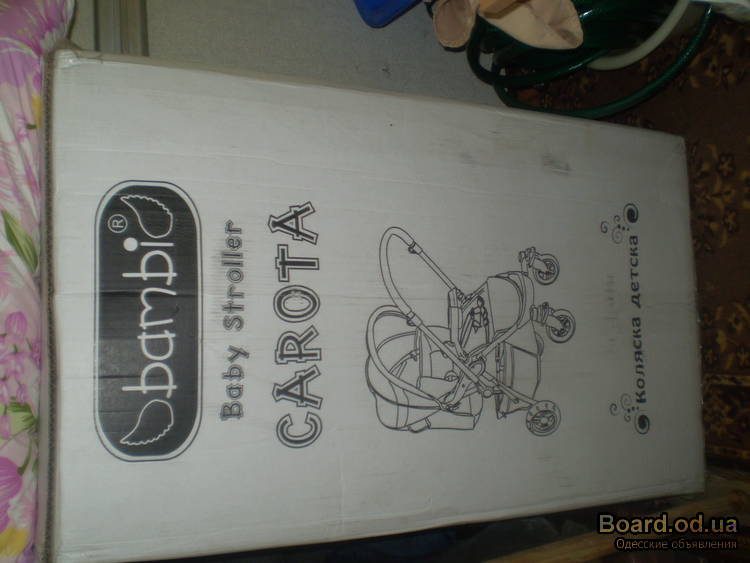 bambi®
Baby Stroller
CAROTA
Коляска детска
Board.od.ua
Одесские объявления